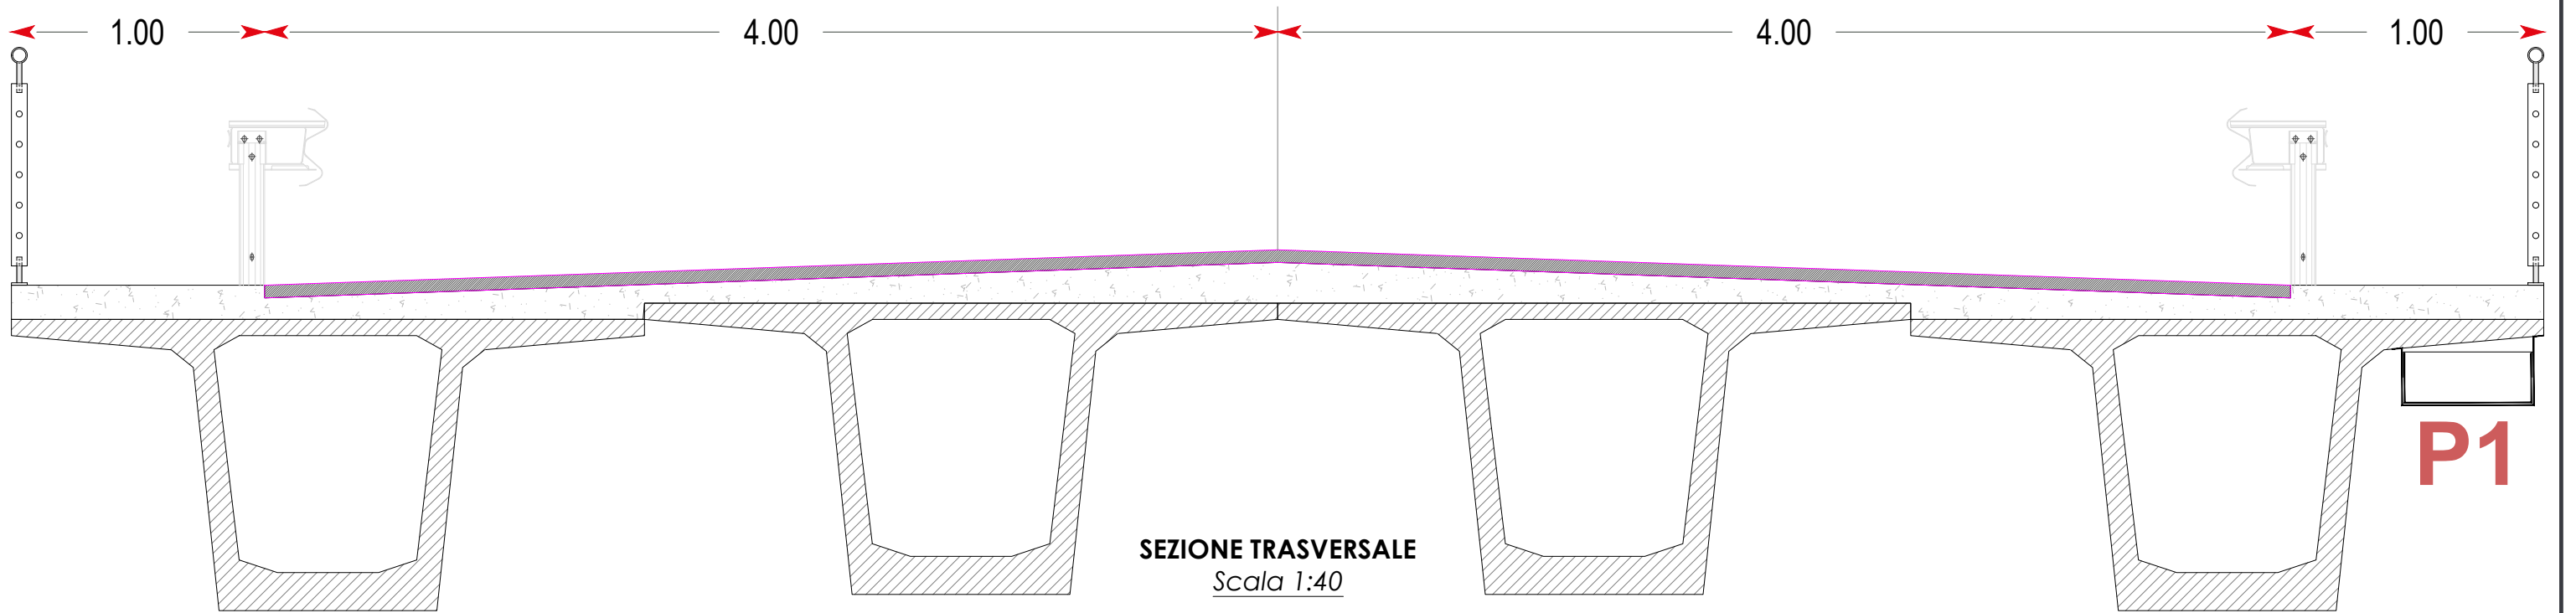 1.00 4.00 4.00 1.00
P1
SEZIONE TRASVERSALE
Scala 1:40